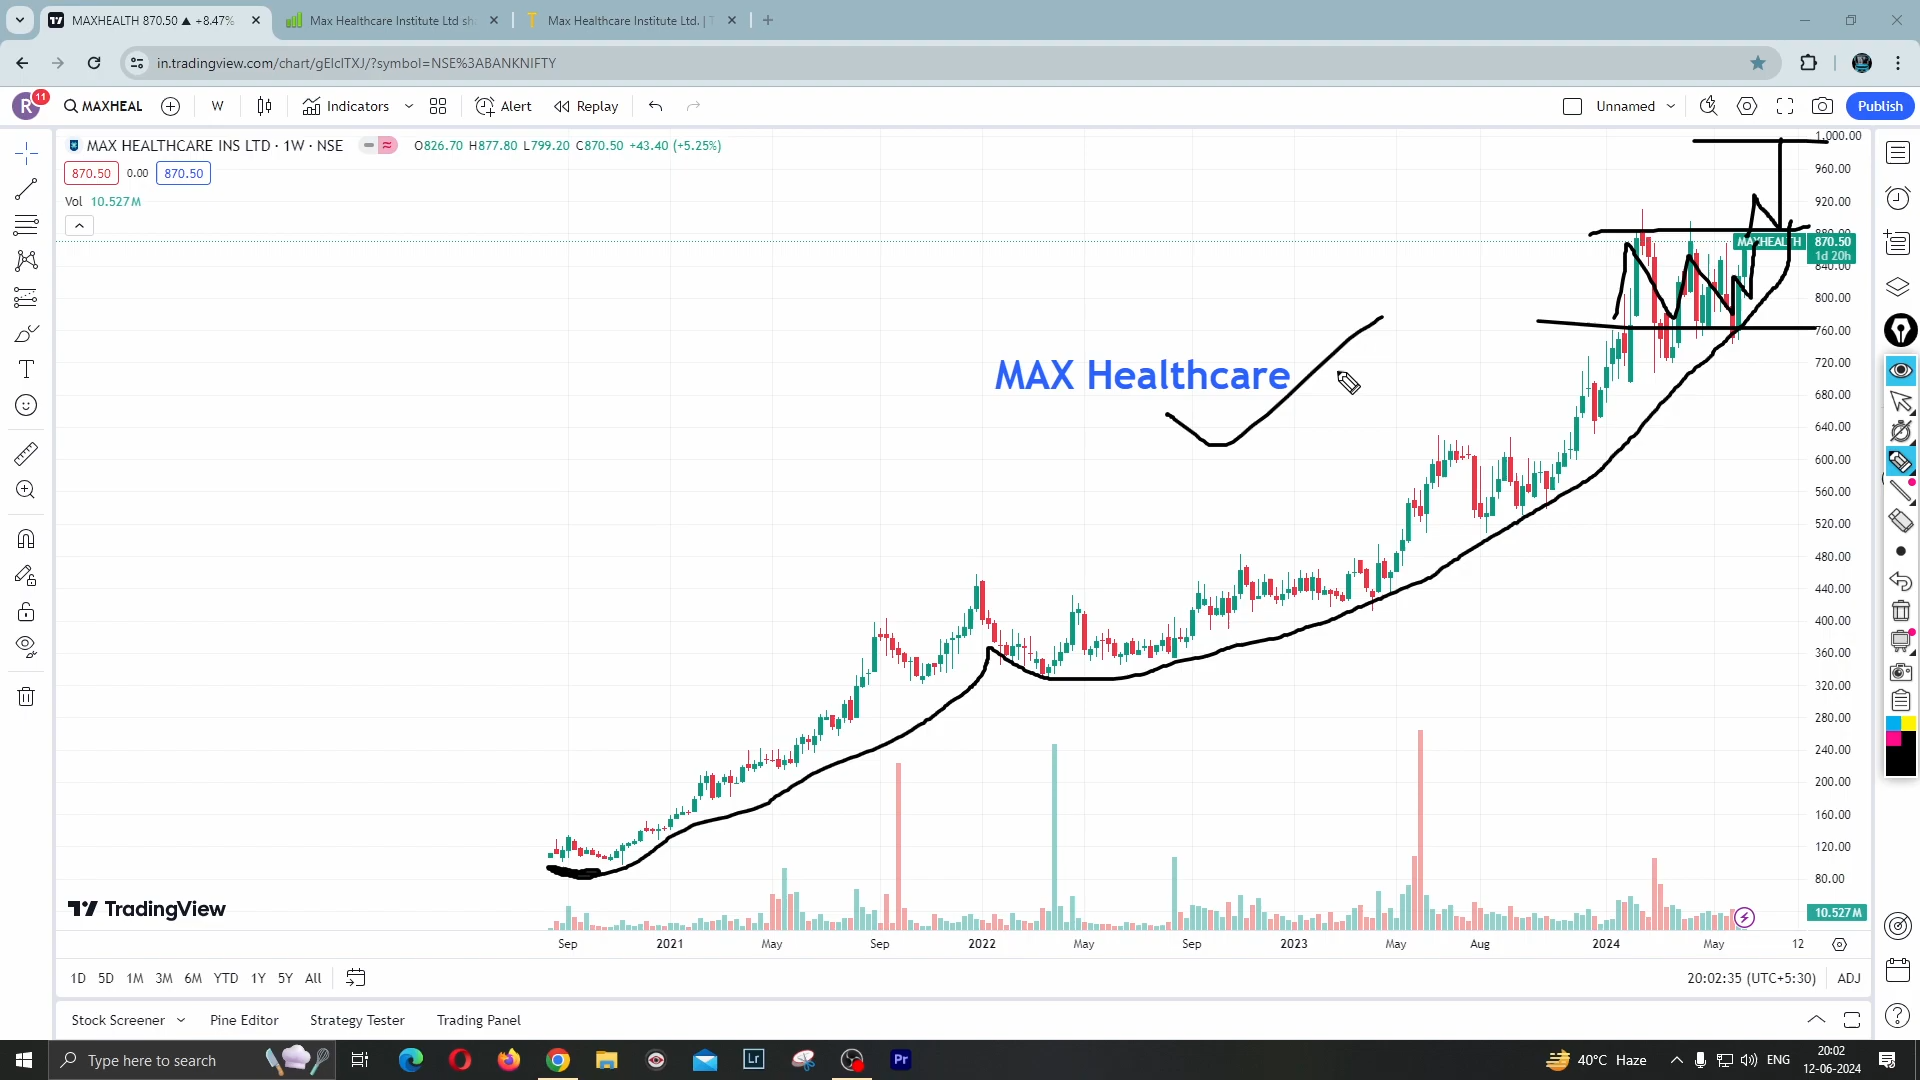 MAXHEALTH 870.50 ▲ +8.47%
Max Healthcare Institute Ltd sh
Max Healthcare Institute Ltd. | T
in.tradingview.com/chart/gEIclTXJ/?symbol=NSE%3ABANKNIFTY
R 11 MAXHEAL W Indicators Alert Replay Unnamed Publish
MAX HEALTHCARE INS LTD · 1W · NSE O826.70 H877.80 L799.20 C870.50 +43.40 (+5.25%)
870.50 0.00 870.50
Vol 10.527M
1,000.00
960.00
920.00
880.00
MAXHEALTH 870.50
1d 20h
840.00
800.00
760.00
720.00
MAX Healthcare
680.00
640.00
600.00
560.00
520.00
480.00
440.00
400.00
360.00
320.00
280.00
240.00
200.00
160.00
120.00
80.00
TradingView
10.527M
Sep 2021 May Sep 2022 May Sep 2023 May Aug 2024 May 12
1D 5D 1M 3M 6M YTD 1Y 5Y All 20:02:35 (UTC+5:30) ADJ
Stock Screener Pine Editor Strategy Tester Trading Panel
Type here to search Lr Pr 40°C Haze ENG 20:02
12-06-2024